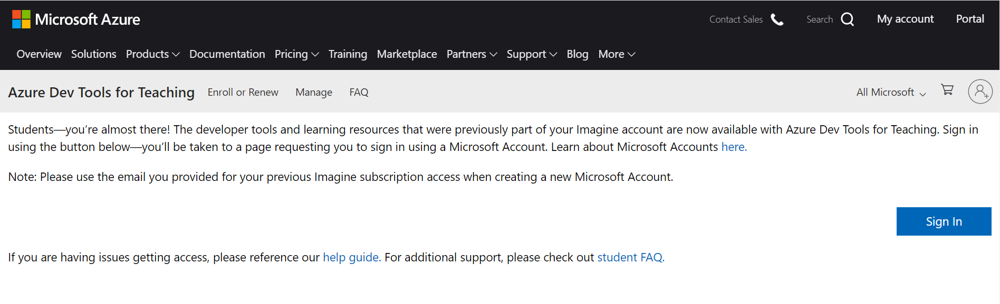 Microsoft Azure
Contact Sales Search My account Portal
Overview Solutions Products Documentation Pricing Training Marketplace Partners Support Blog More
Azure Dev Tools for Teaching Enroll or Renew Manage FAQ All Microsoft
Students—you’re almost there! The developer tools and learning resources that were previously part of your Imagine account are now available with Azure Dev Tools for Teaching. Sign in
using the button below—you’ll be taken to a page requesting you to sign in using a Microsoft Account. Learn about Microsoft Accounts here.
Note: Please use the email you provided for your previous Imagine subscription access when creating a new Microsoft Account.
Sign In
If you are having issues getting access, please reference our help guide. For additional support, please check out student FAQ.